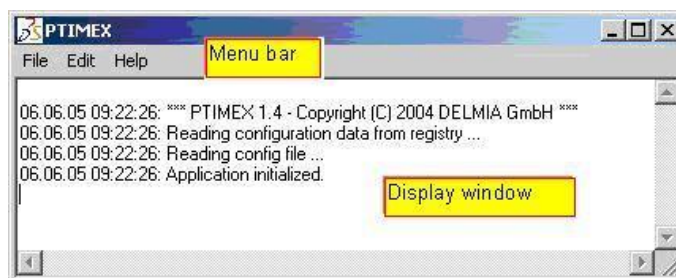 PTIMEX
File Edit Help
Menu bar
06.06.05 09:22:26: *** PTIMEX 1.4 - Copyright (C) 2004 DELMIA GmbH ***
06.06.05 09:22:26: Reading configuration data from registry ...
06.06.05 09:22:26: Reading config file ...
06.06.05 09:22:26: Application initialized.
Display window